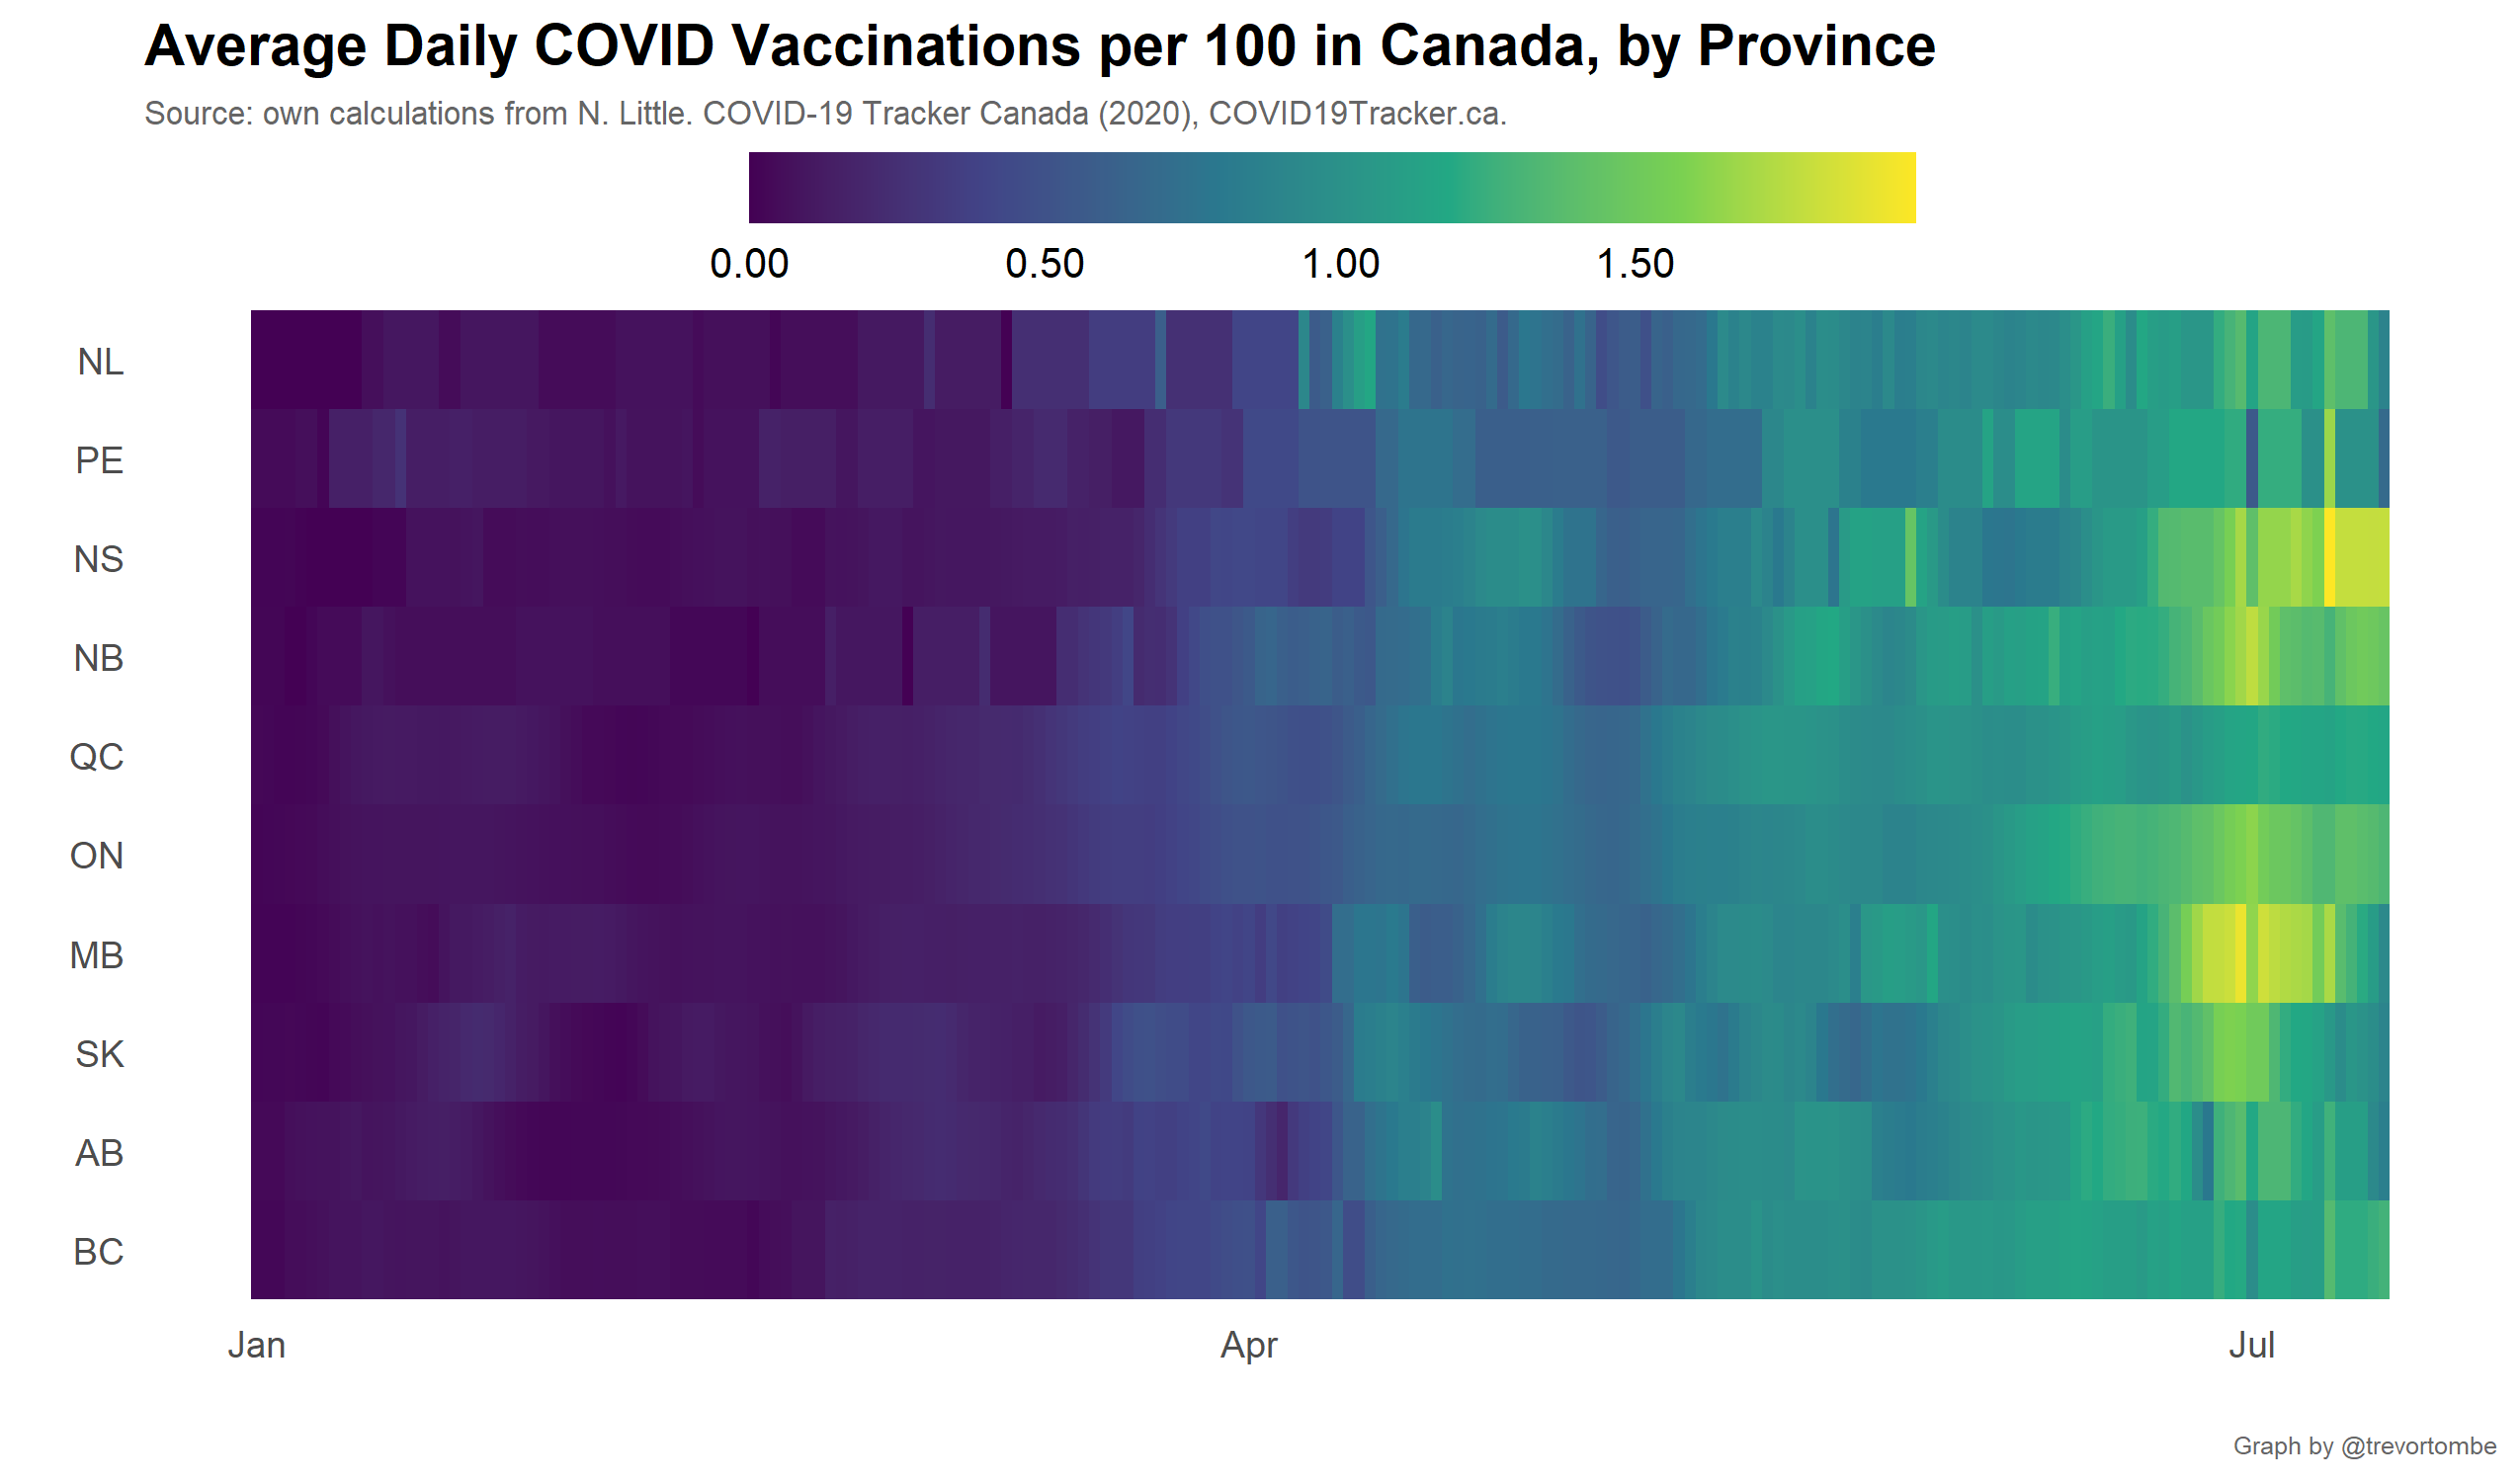 Average Daily COVID Vaccinations per 100 in Canada, by Province
Source: own calculations from N. Little. COVID-19 Tracker Canada (2020), COVID19Tracker.ca.
0.00 0.50 1.00 1.50
NL
PE
NS
NB
QC
ON
MB
SK
AB
BC
Jan Apr Jul
Graph by @trevortombe